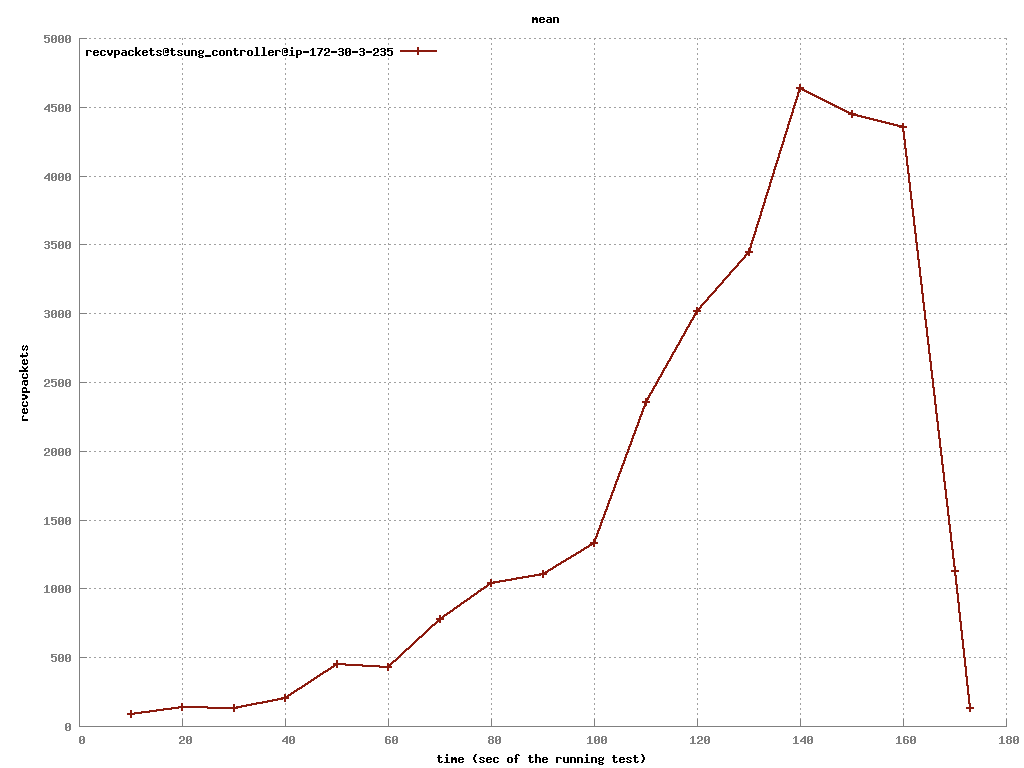 mean
5000
recvpackets@tsung_controller@ip-172-30-3-235
4500
4000
3500
3000
2500
2000
1500
1000
500
0
recvpackets
0 20 40 60 80 100 120 140 160 180
time (sec of the running test)